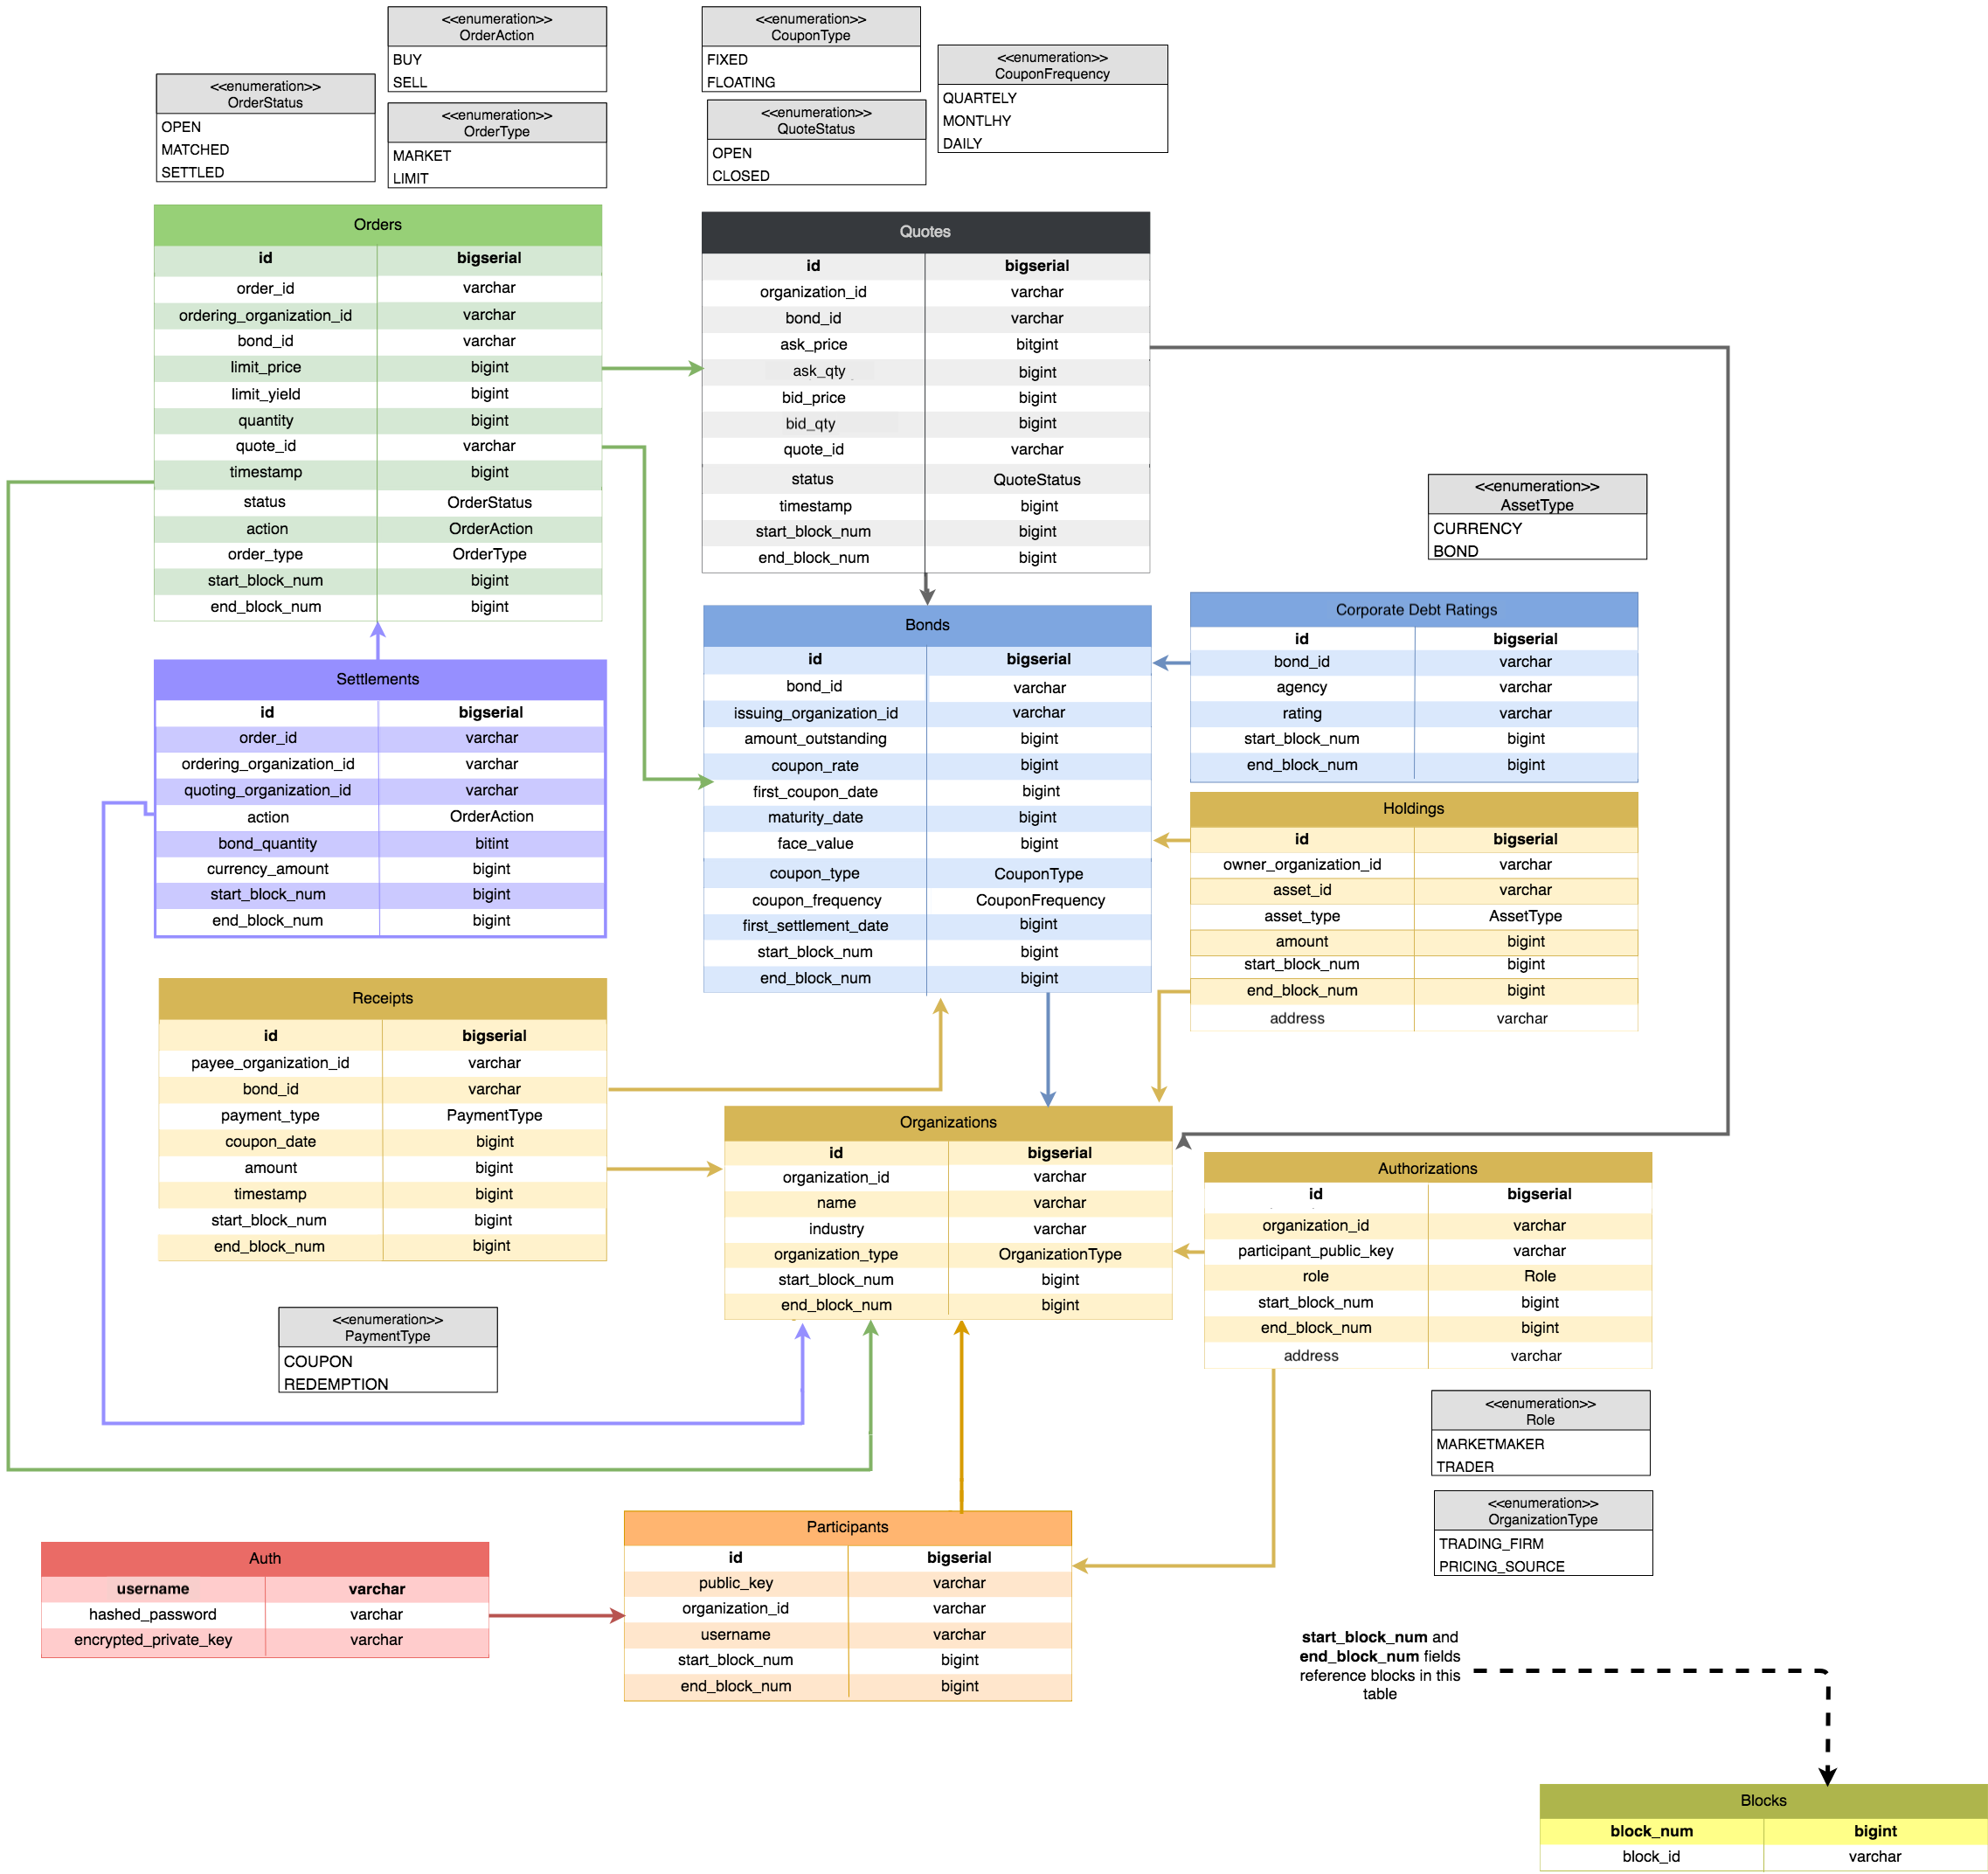 <<enumeration>>
OrderAction
BUY
SELL
<<enumeration>>
CouponType
FIXED
FLOATING
<<enumeration>>
CouponFrequency
QUARTELY
MONTLHY
DAILY
<<enumeration>>
OrderStatus
OPEN
MATCHED
SETTLED
<<enumeration>>
OrderType
MARKET
LIMIT
<<enumeration>>
QuoteStatus
OPEN
CLOSED
Orders
id bigserial
order_id varchar
ordering_organization_id varchar
bond_id varchar
limit_price bigint
limit_yield bigint
quantity bigint
quote_id varchar
timestamp bigint
status OrderStatus
action OrderAction
order_type OrderType
start_block_num bigint
end_block_num bigint
Quotes
id bigserial
organization_id varchar
bond_id varchar
ask_price bitgint
ask_qty bigint
bid_price bigint
bid_qty bigint
quote_id varchar
status QuoteStatus
timestamp bigint
start_block_num bigint
end_block_num bigint
<<enumeration>>
AssetType
CURRENCY
BOND
Settlements
id bigserial
order_id varchar
ordering_organization_id varchar
quoting_organization_id varchar
action OrderAction
bond_quantity bitint
currency_amount bigint
start_block_num bigint
end_block_num bigint
Bonds
id bigserial
bond_id varchar
issuing_organization_id varchar
amount_outstanding bigint
coupon_rate bigint
first_coupon_date bigint
maturity_date bigint
face_value bigint
coupon_type CouponType
coupon_frequency CouponFrequency
first_settlement_date bigint
start_block_num bigint
end_block_num bigint
Corporate Debt Ratings
id bigserial
bond_id varchar
agency varchar
rating varchar
start_block_num bigint
end_block_num bigint
Holdings
id bigserial
owner_organization_id varchar
asset_id varchar
asset_type AssetType
amount bigint
start_block_num bigint
end_block_num bigint
address varchar
Receipts
id bigserial
payee_organization_id varchar
bond_id varchar
payment_type PaymentType
coupon_date bigint
amount bigint
timestamp bigint
start_block_num bigint
end_block_num bigint
Organizations
id bigserial
organization_id varchar
name varchar
industry varchar
organization_type OrganizationType
start_block_num bigint
end_block_num bigint
Authorizations
id bigserial
organization_id varchar
participant_public_key varchar
role Role
start_block_num bigint
end_block_num bigint
address varchar
<<enumeration>>
PaymentType
COUPON
REDEMPTION
<<enumeration>>
Role
MARKETMAKER
TRADER
<<enumeration>>
OrganizationType
TRADING_FIRM
PRICING_SOURCE
Auth
username varchar
hashed_password varchar
encrypted_private_key varchar
Participants
id bigserial
public_key varchar
organization_id varchar
username varchar
start_block_num bigint
end_block_num bigint
start_block_num and
end_block_num fields
reference blocks in this
table
Blocks
block_num bigint
block_id varchar